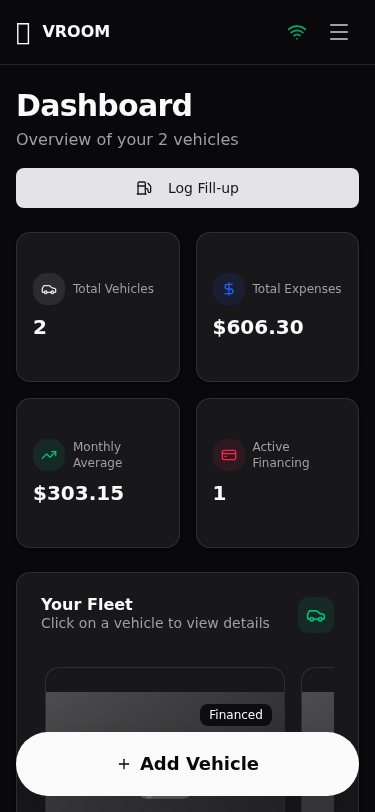 VROOM
Dashboard
Overview of your 2 vehicles
Log Fill-up
Total Vehicles
2
Total Expenses
$606.30
Monthly
Average
$303.15
Active
Financing
1
Your Fleet
Click on a vehicle to view details
Financed
+ Add Vehicle